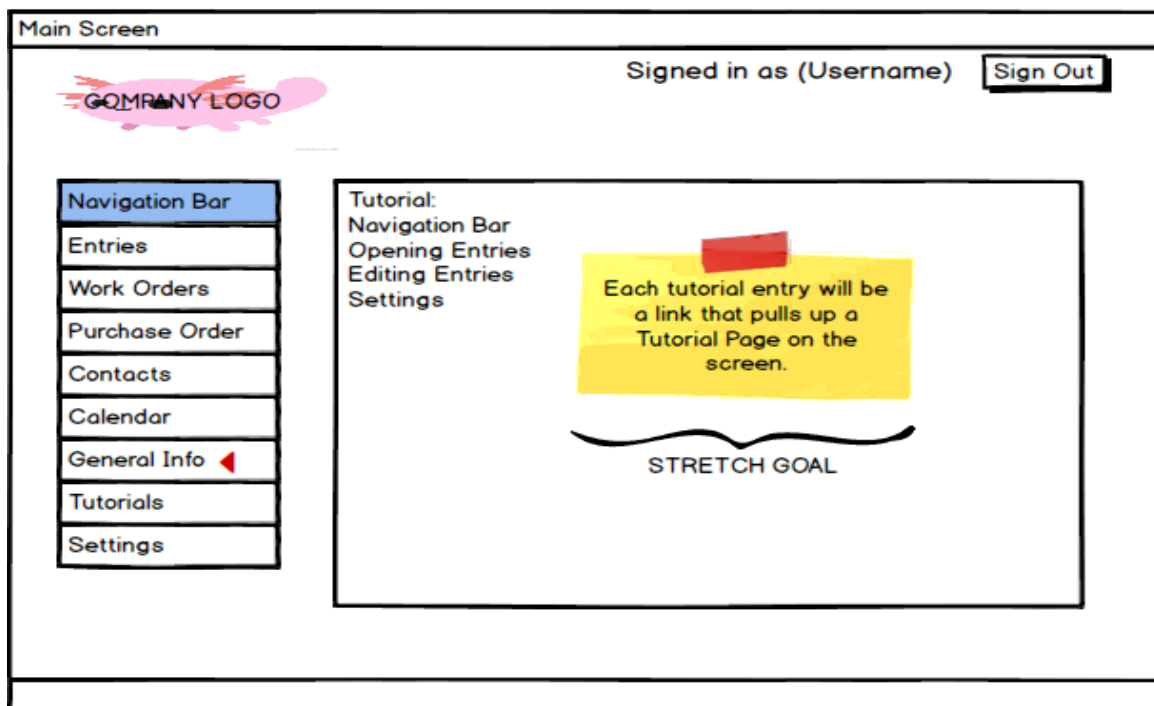 Main Screen
Signed in as (Username)
Sign Out
COMPANY LOGO
Navigation Bar
Entries
Work Orders
Purchase Order
Contacts
Calendar
General Info
Tutorials
Settings
Tutorial:
Navigation Bar
Opening Entries
Editing Entries
Settings
Each tutorial entry will be
a link that pulls up a
Tutorial Page on the
screen.
STRETCH GOAL